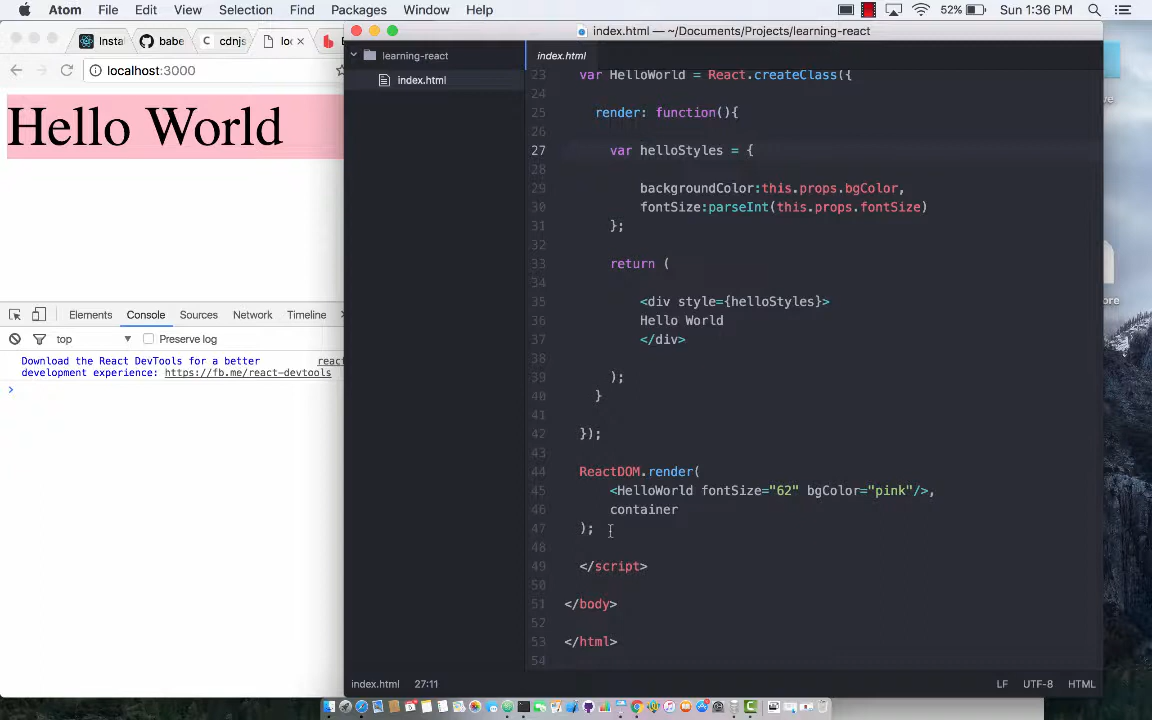 Atom File Edit View Selection Find Packages Window Help 52% Sun 1:36 PM
index.html — ~/Documents/Projects/learning-react
Insta babe cdnjs loc
localhost:3000
Hello World
Elements Console Sources Network Timeline
top Preserve log
Download the React DevTools for a better react
development experience: https://fb.me/react-devtools
>
learning-react
index.html
index.html
23 var HelloWorld = React.createClass({
24
25 render: function(){
26
27 var helloStyles = {
28
29 backgroundColor:this.props.bgColor,
30 fontSize:parseInt(this.props.fontSize)
31 };
32
33 return (
34
35 <div style={helloStyles}>
36 Hello World
37 </div>
38
39 );
40 }
41
42 });
43
44 ReactDOM.render(
45 <HelloWorld fontSize="62" bgColor="pink"/>,
46 container
47 );
48
49 </script>
50
51 </body>
52
53 </html>
54
index.html 27:11 LF UTF-8 HTML